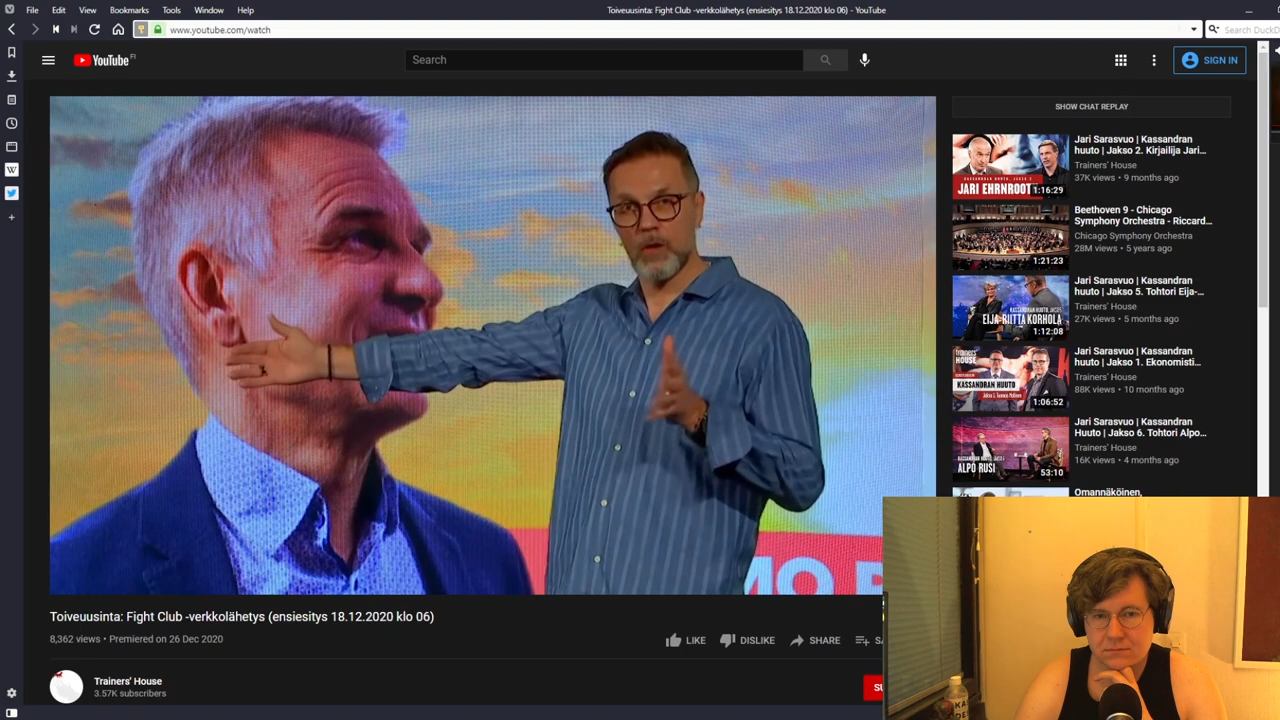 File Edit View Bookmarks Tools Window Help
Toiveuusinta: Fight Club -verkkolähetys (ensiesitys 18.12.2020 klo 06) - YouTube
www.youtube.com/watch
Search DuckD
YouTube FI
Search
SIGN IN
SHOW CHAT REPLAY
JARI EHRNROOT
1:16:29
Jari Sarasvuo | Kassandran
huuto | Jakso 2. Kirjailija Jari...
Trainers' House
37K views • 9 months ago
1:21:23
Beethoven 9 - Chicago
Symphony Orchestra - Riccard...
Chicago Symphony Orchestra
28M views • 5 years ago
EIJA-RIITTA KORHOLA
1:12:08
Jari Sarasvuo | Kassandran
huuto | Jakso 5. Tohtori Eija-...
Trainers' House
27K views • 5 months ago
trainers' HOUSE
KASSANDRAN HUUTO
1:06:52
Jari Sarasvuo | Kassandran
huuto | Jakso 1. Ekonomisti...
Trainers' House
88K views • 10 months ago
ALPO RUSI
53:10
Jari Sarasvuo | Kassandran
Huuto | Jakso 6. Tohtori Alpo...
Trainers' House
16K views • 4 months ago
Omannäköinen,
MO
Toiveuusinta: Fight Club -verkkolähetys (ensiesitys 18.12.2020 klo 06)
8,362 views • Premiered on 26 Dec 2020
LIKE DISLIKE SHARE SA
Trainers' House
3.57K subscribers
SU